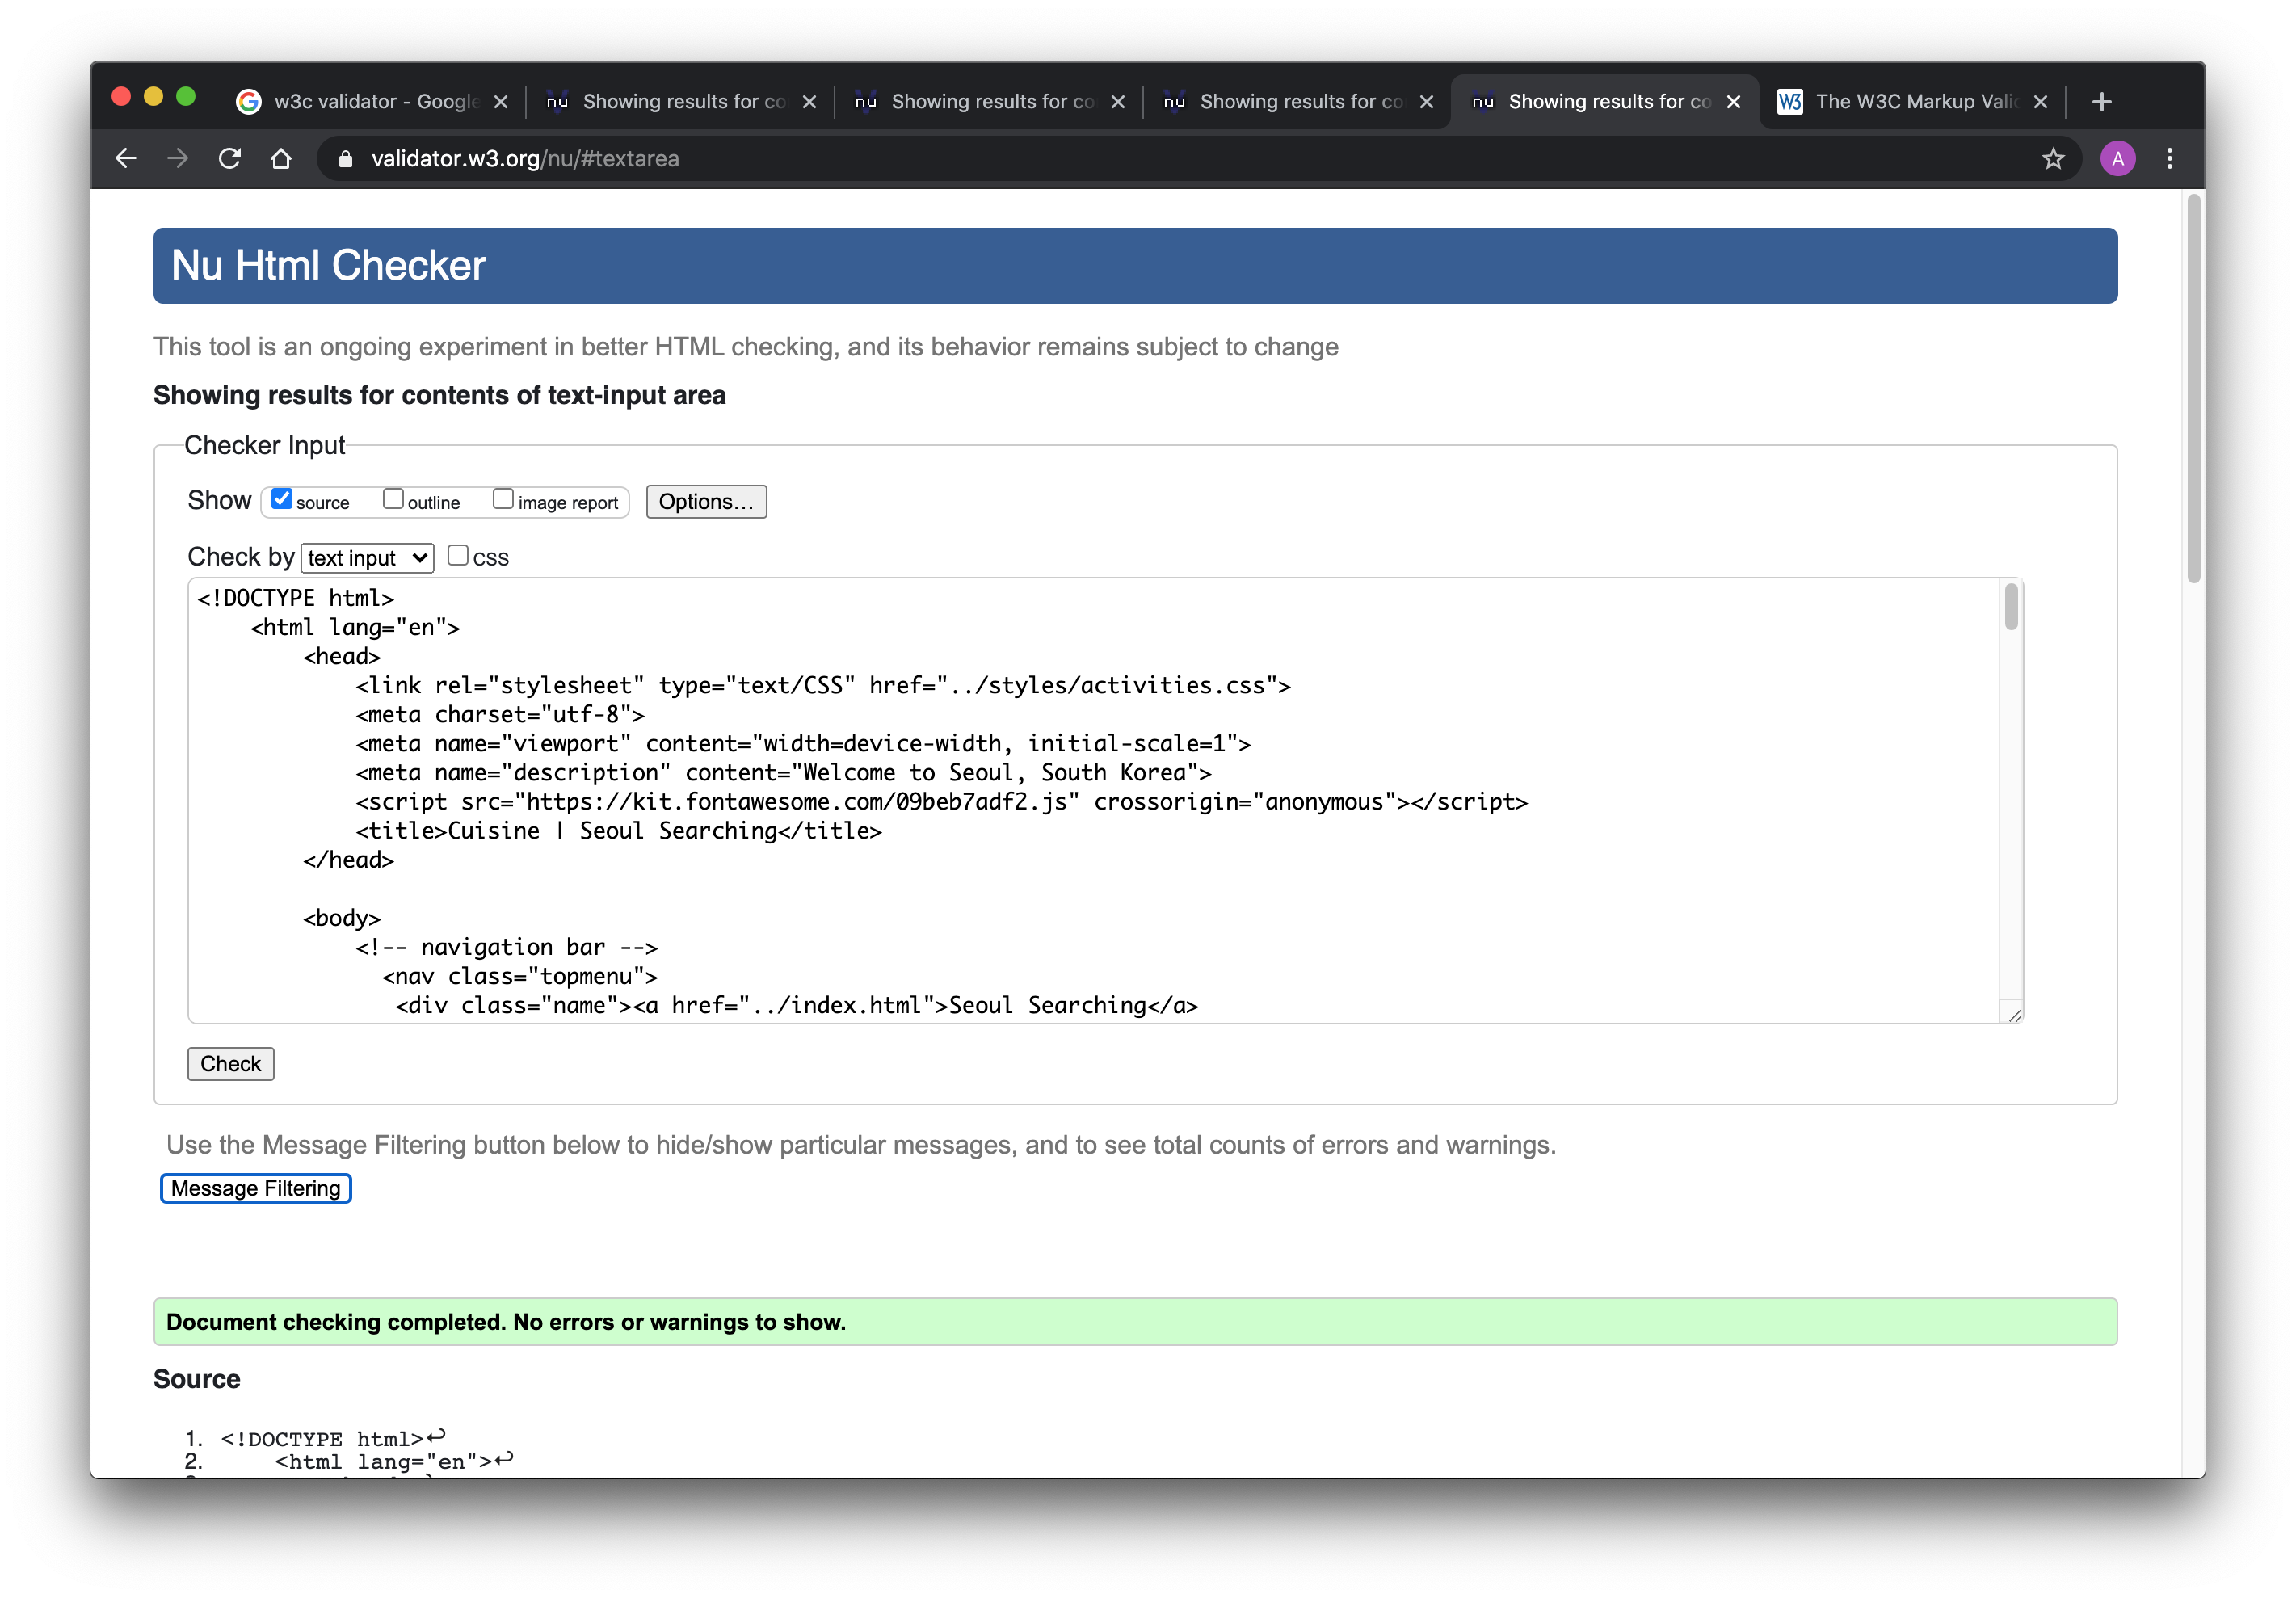 w3c validator - Google
nu Showing results for co
nu Showing results for co
nu Showing results for co
nu Showing results for co
W3 The W3C Markup Vali
validator.w3.org/nu/#textarea
A
Nu Html Checker
This tool is an ongoing experiment in better HTML checking, and its behavior remains subject to change
Showing results for contents of text-input area
Checker Input
Show source outline image report Options...
Check by text input css
<!DOCTYPE html>
<html lang="en">
<head>
<link rel="stylesheet" type="text/CSS" href="../styles/activities.css">
<meta charset="utf-8">
<meta name="viewport" content="width=device-width, initial-scale=1">
<meta name="description" content="Welcome to Seoul, South Korea">
<script src="https://kit.fontawesome.com/09beb7adf2.js" crossorigin="anonymous"></script>
<title>Cuisine | Seoul Searching</title>
</head>
<body>
<!-- navigation bar -->
<nav class="topmenu">
<div class="name"><a href="../index.html">Seoul Searching</a>
Check
Use the Message Filtering button below to hide/show particular messages, and to see total counts of errors and warnings.
Message Filtering
Document checking completed. No errors or warnings to show.
Source
1. <!DOCTYPE html>↩
2. <html lang="en">↩